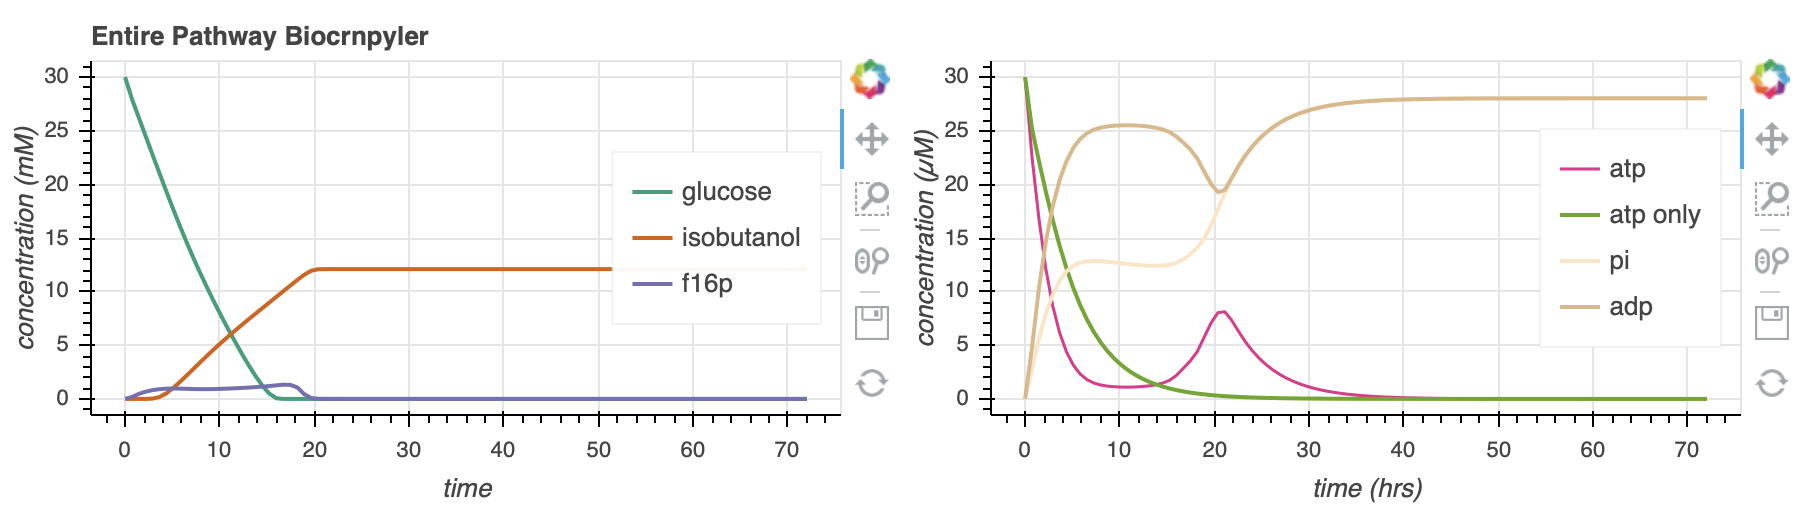 Entire Pathway Biocrnpyler
concentration (mM)
30
25
20
15
10
5
0
0 10 20 30 40 50 60 70
time
glucose
isobutanol
f16p
concentration (μM)
30
25
20
15
10
5
0
0 10 20 30 40 50 60 70
time (hrs)
atp
atp only
pi
adp